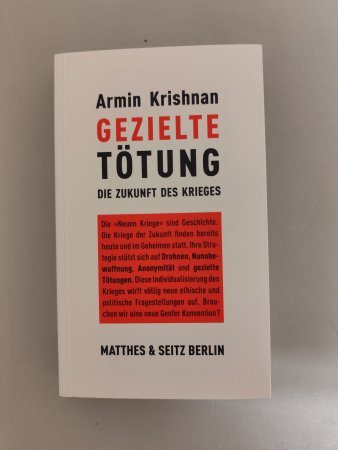 Armin Krishnan
GEZIELTE
TÖTUNG
DIE ZUKUNFT DES KRIEGES
Die »Neuen Kriege« sind Geschichte.
Die Kriege der Zukunft finden bereits
heute und im Geheimen statt. Ihre Stra-
tegie stützt sich auf Drohnen, Nanobe-
waffnung, Anonymität und gezielte
Tötungen. Diese Individualisierung des
Krieges wirft völlig neue ethische und
politische Fragestellungen auf. Brau-
chen wir eine neue Genfer Konvention?
MATTHES & SEITZ BERLIN